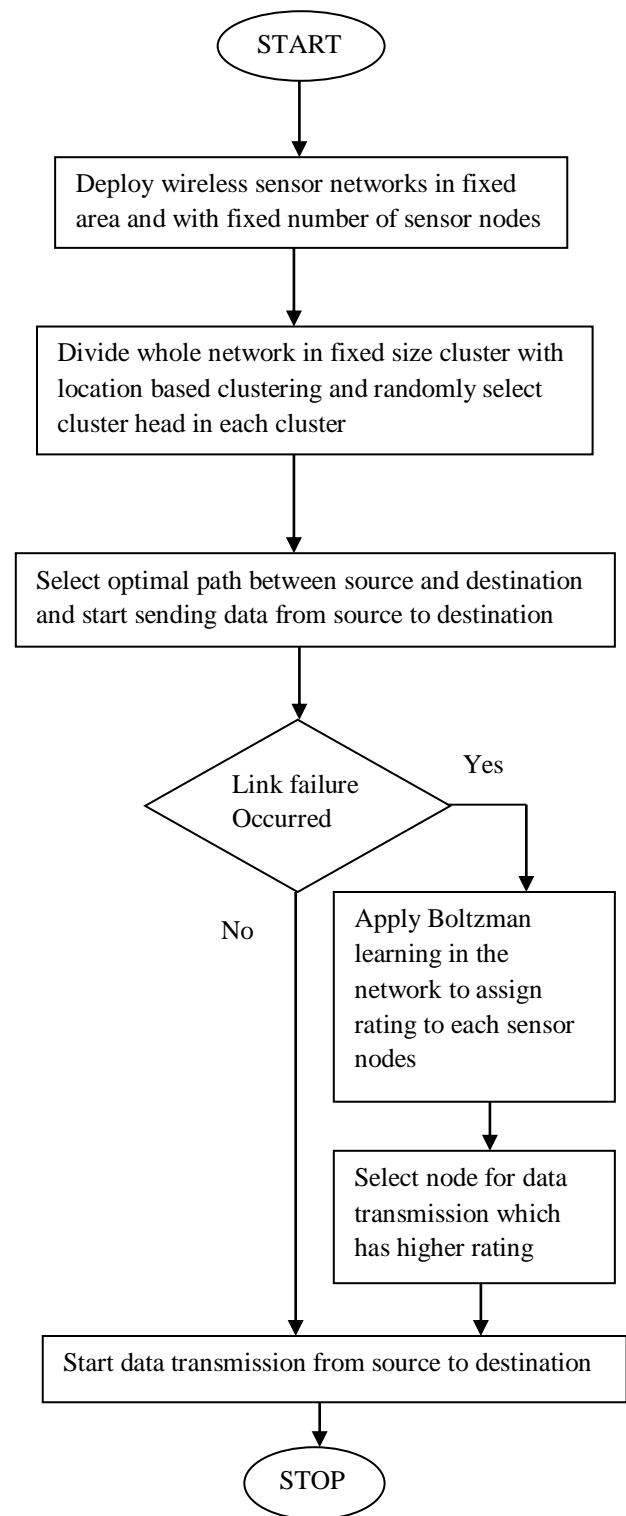 START
Deploy wireless sensor networks in fixed
area and with fixed number of sensor nodes
Divide whole network in fixed size cluster with
location based clustering and randomly select
cluster head in each cluster
Select optimal path between source and destination
and start sending data from source to destination
Link failure
Occurred
Yes
No
Apply Boltzman
learning in the
network to assign
rating to each sensor
nodes
Select node for data
transmission which
has higher rating
Start data transmission from source to destination
STOP